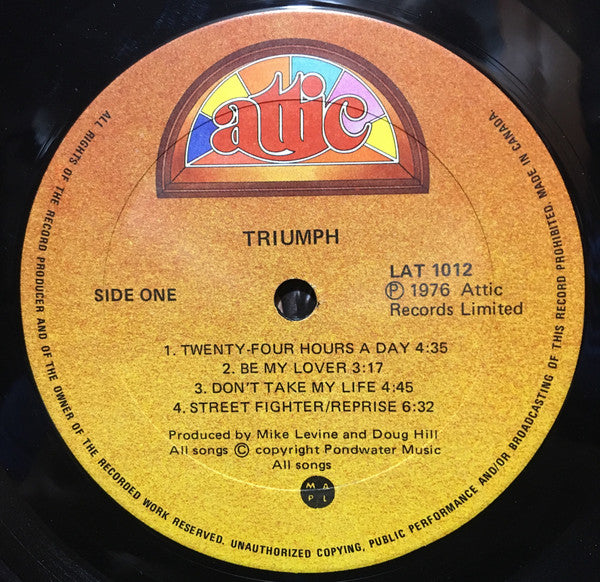 attic
TRIUMPH
SIDE ONE
LAT 1012
Ⓟ 1976 Attic
Records Limited
1. TWENTY-FOUR HOURS A DAY 4:35
2. BE MY LOVER 3:17
3. DON'T TAKE MY LIFE 4:45
4. STREET FIGHTER/REPRISE 6:32
Produced by Mike Levine and Doug Hill
All songs © copyright Pondwater Music
All songs
M A
P L
ALL RIGHTS OF THE RECORD PRODUCER AND OF THE OWNER OF THE RECORDED WORK RESERVED. UNAUTHORIZED COPYING, PUBLIC PERFORMANCE AND/OR BROADCASTING OF THIS RECORD PROHIBITED. MADE IN CANADA.